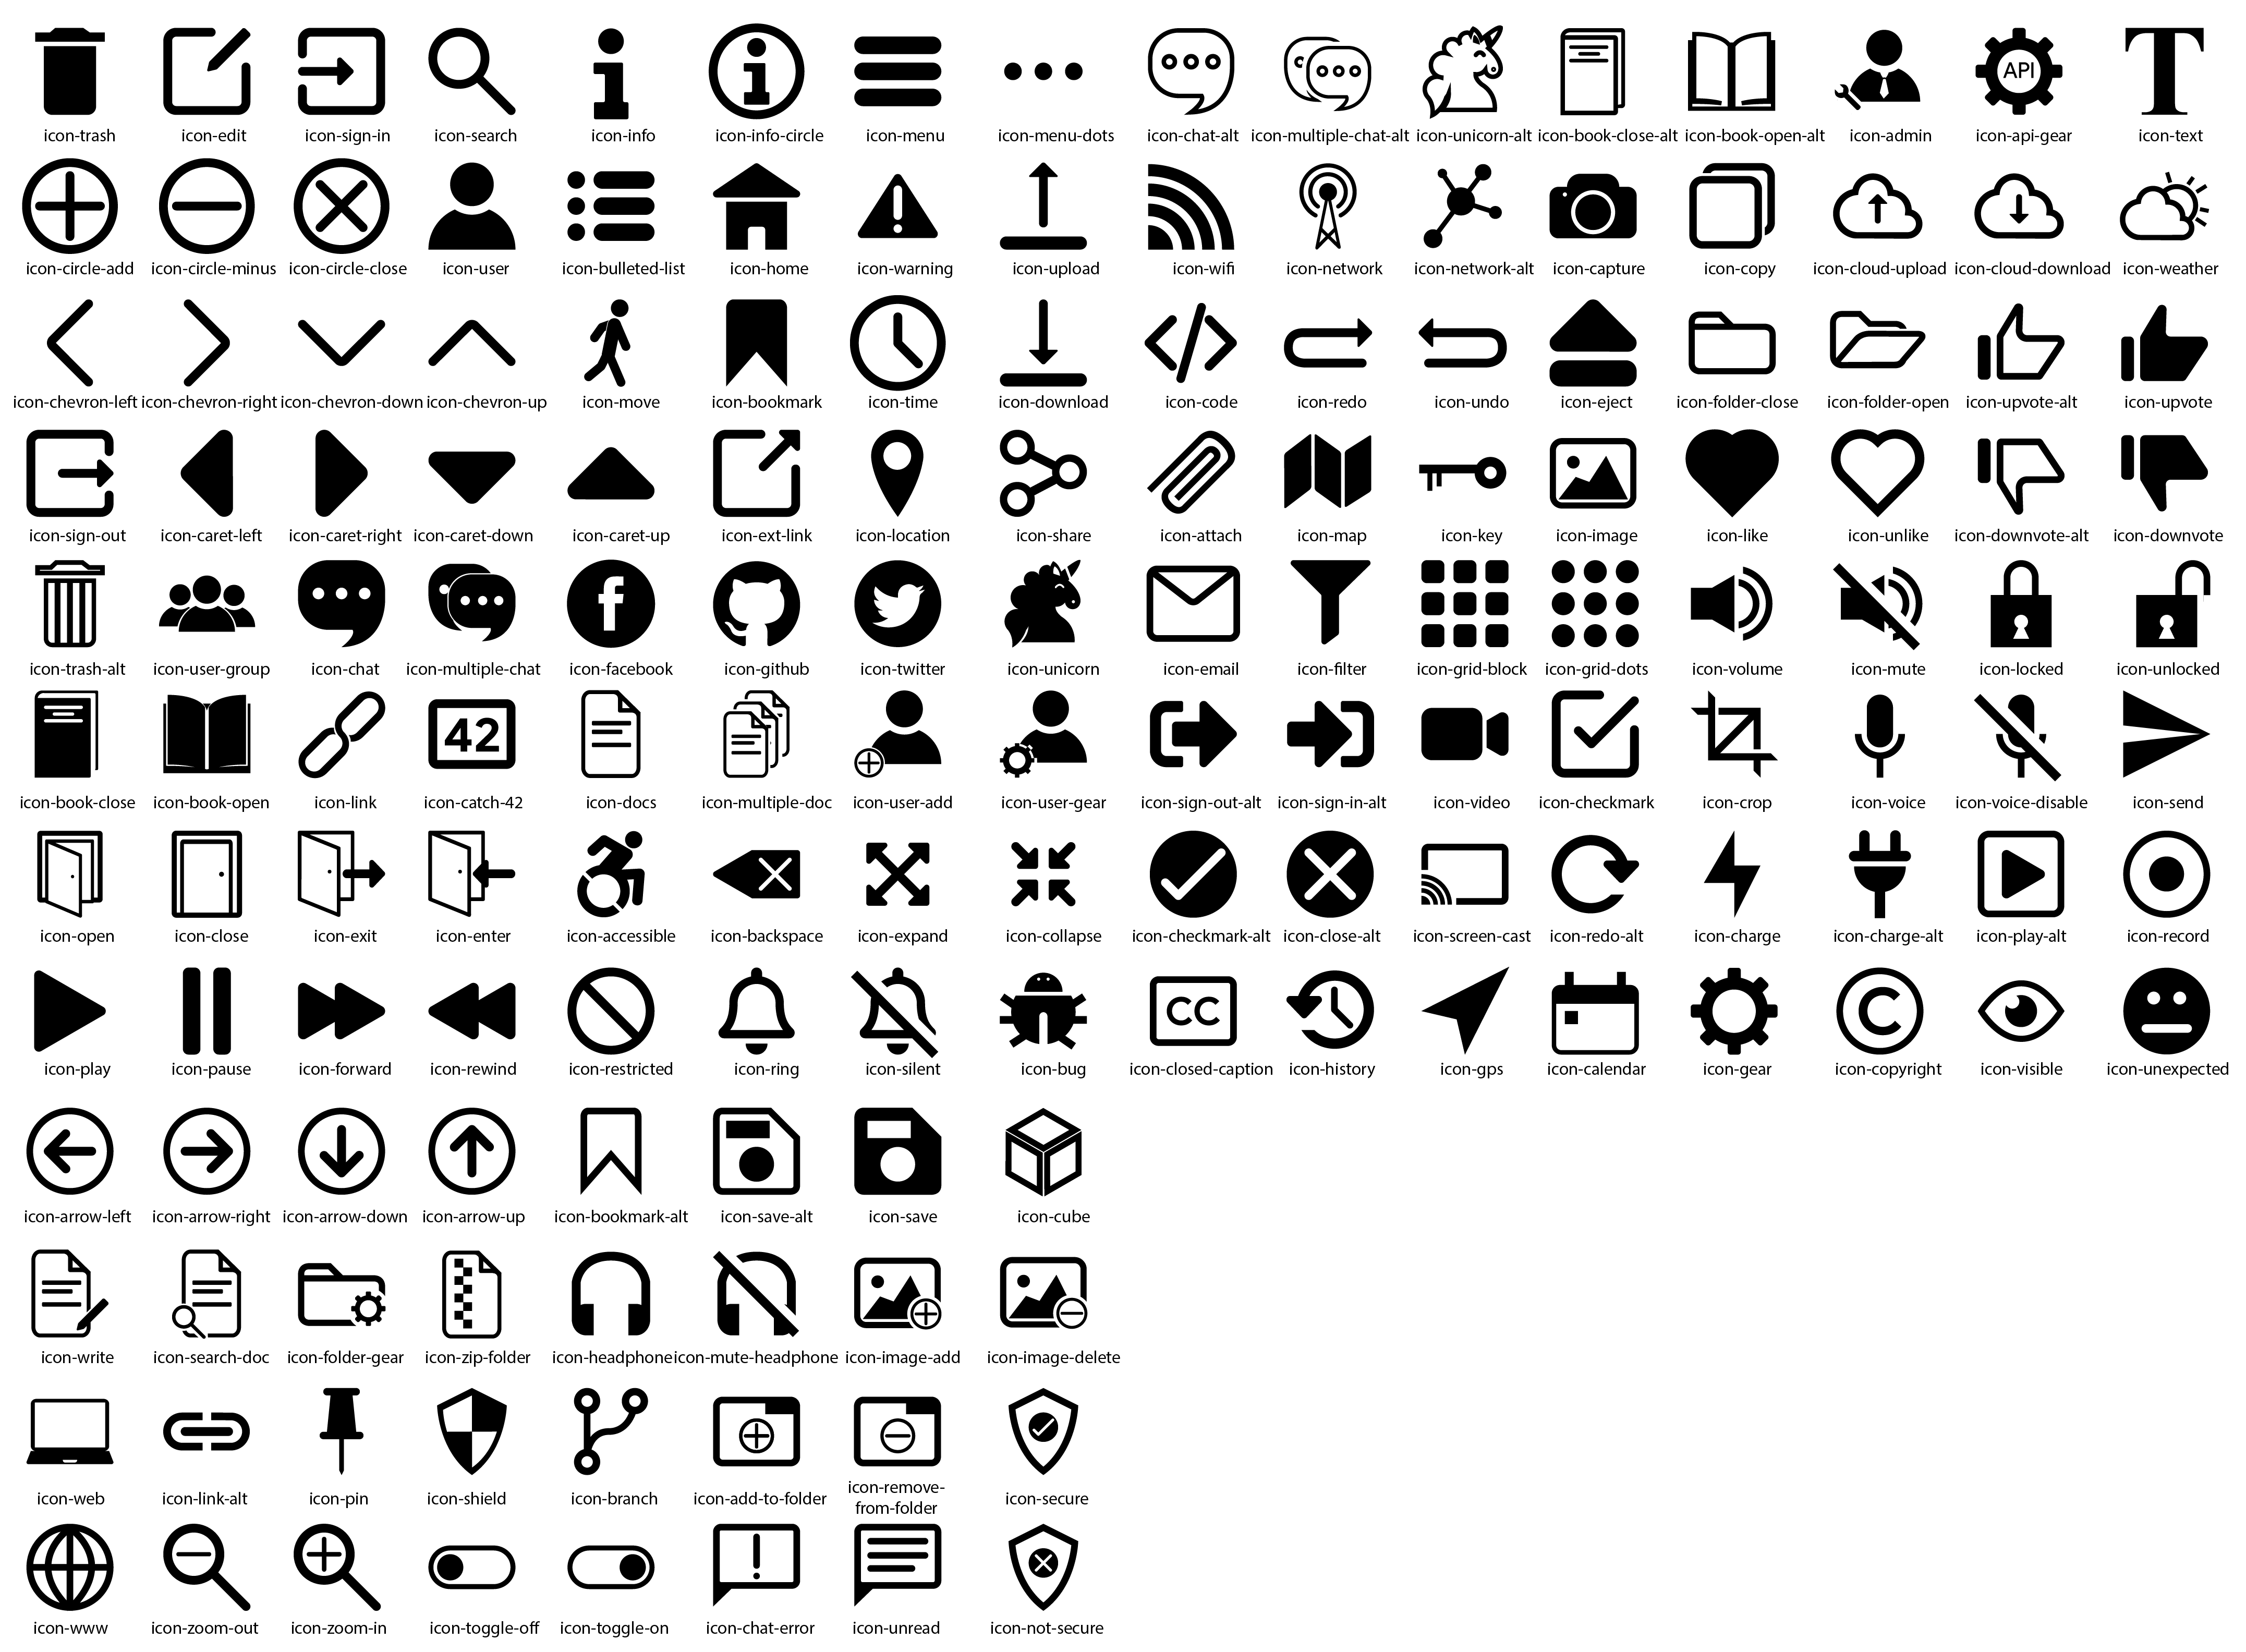 API
icon-trash icon-edit icon-sign-in icon-search icon-info icon-info-circle icon-menu icon-menu-dots icon-chat-alt icon-multiple-chat-alt icon-unicorn-alt icon-book-close-alt icon-book-open-alt icon-admin icon-api-gear icon-text
icon-circle-add icon-circle-minus icon-circle-close icon-user icon-bulleted-list icon-home icon-warning icon-upload icon-wifi icon-network icon-network-alt icon-capture icon-copy icon-cloud-upload icon-cloud-download icon-weather
icon-chevron-left icon-chevron-right icon-chevron-down icon-chevron-up icon-move icon-bookmark icon-time icon-download icon-code icon-redo icon-undo icon-eject icon-folder-close icon-folder-open icon-upvote-alt icon-upvote
icon-sign-out icon-caret-left icon-caret-right icon-caret-down icon-caret-up icon-ext-link icon-location icon-share icon-attach icon-map icon-key icon-image icon-like icon-unlike icon-downvote-alt icon-downvote
icon-trash-alt icon-user-group icon-chat icon-multiple-chat icon-facebook icon-github icon-twitter icon-unicorn icon-email icon-filter icon-grid-block icon-grid-dots icon-volume icon-mute icon-locked icon-unlocked
42
icon-book-close icon-book-open icon-link icon-catch-42 icon-docs icon-multiple-doc icon-user-add icon-user-gear icon-sign-out-alt icon-sign-in-alt icon-video icon-checkmark icon-crop icon-voice icon-voice-disable icon-send
icon-open icon-close icon-exit icon-enter icon-accessible icon-backspace icon-expand icon-collapse icon-checkmark-alt icon-close-alt icon-screen-cast icon-redo-alt icon-charge icon-charge-alt icon-play-alt icon-record
CC
icon-play icon-pause icon-forward icon-rewind icon-restricted icon-ring icon-silent icon-bug icon-closed-caption icon-history icon-gps icon-calendar icon-gear icon-copyright icon-visible icon-unexpected
icon-arrow-left icon-arrow-right icon-arrow-down icon-arrow-up icon-bookmark-alt icon-save-alt icon-save icon-cube
icon-write icon-search-doc icon-folder-gear icon-zip-folder icon-headphone icon-mute-headphone icon-image-add icon-image-delete
icon-web icon-link-alt icon-pin icon-shield icon-branch icon-add-to-folder icon-remove-
from-folder icon-secure
icon-www icon-zoom-out icon-zoom-in icon-toggle-off icon-toggle-on icon-chat-error icon-unread icon-not-secure